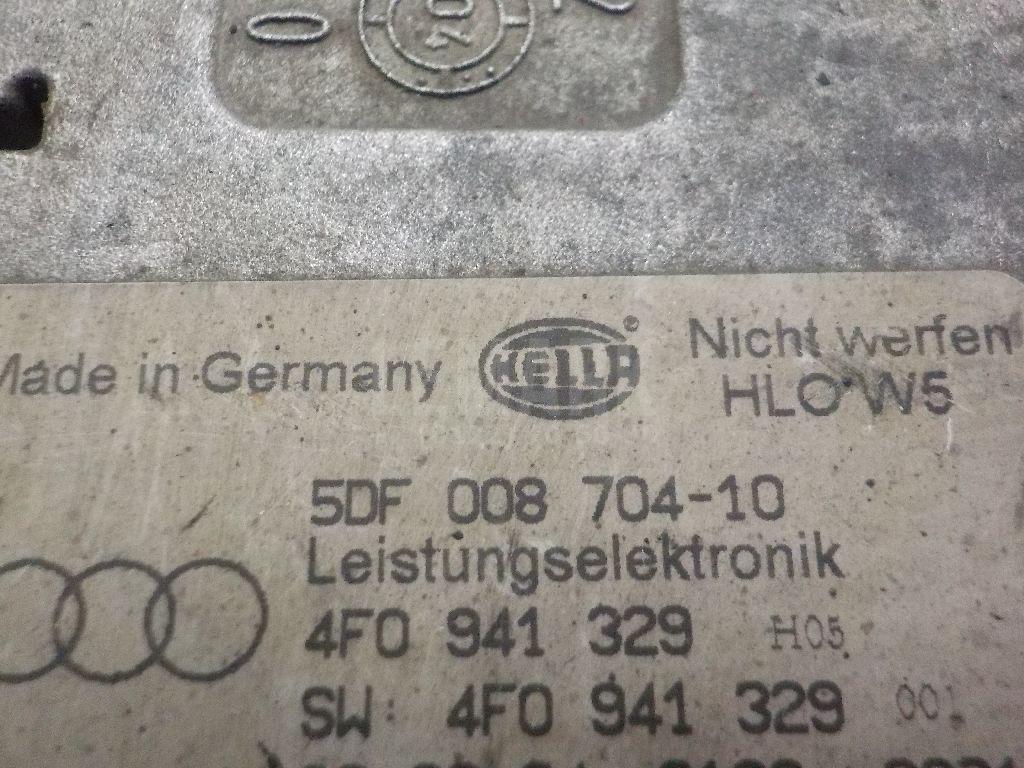 Made in Germany HELLA® Nicht werfen
HLO W5
5DF 008 704-10
Leistungselektronik
4F0 941 329 H05
SW: 4F0 941 329 001